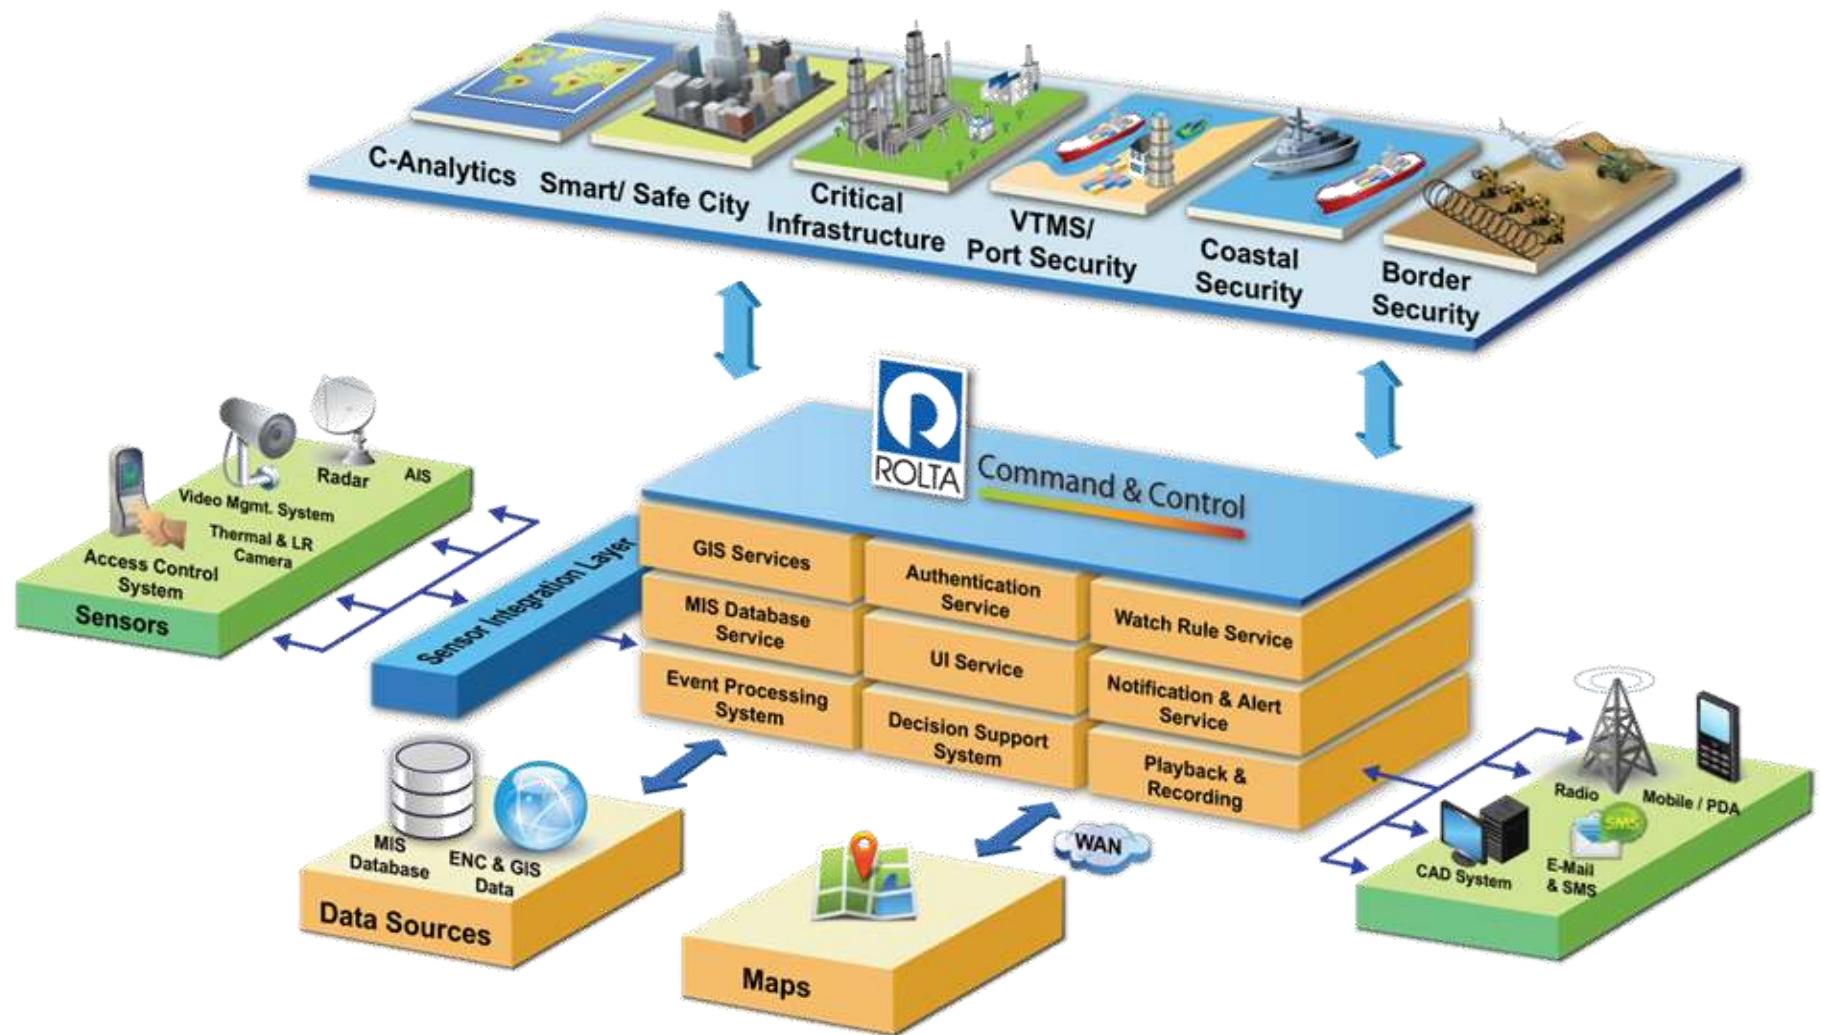 C-Analytics
Smart/ Safe City
Critical
Infrastructure
VTMS/
Port Security
Coastal
Security
Border
Security
ROLTA
Command & Control
Radar
AIS
Video Mgmt. System
Thermal & LR
Camera
Access Control
System
Sensors
Sensor Integration Layer
GIS Services
Authentication
Service
Watch Rule Service
MIS Database
Service
UI Service
Notification & Alert
Service
Event Processing
System
Decision Support
System
Playback &
Recording
MIS
Database
ENC & GIS
Data
Data Sources
Maps
WAN
Radio
Mobile / PDA
SMS
CAD System
E-Mail
& SMS